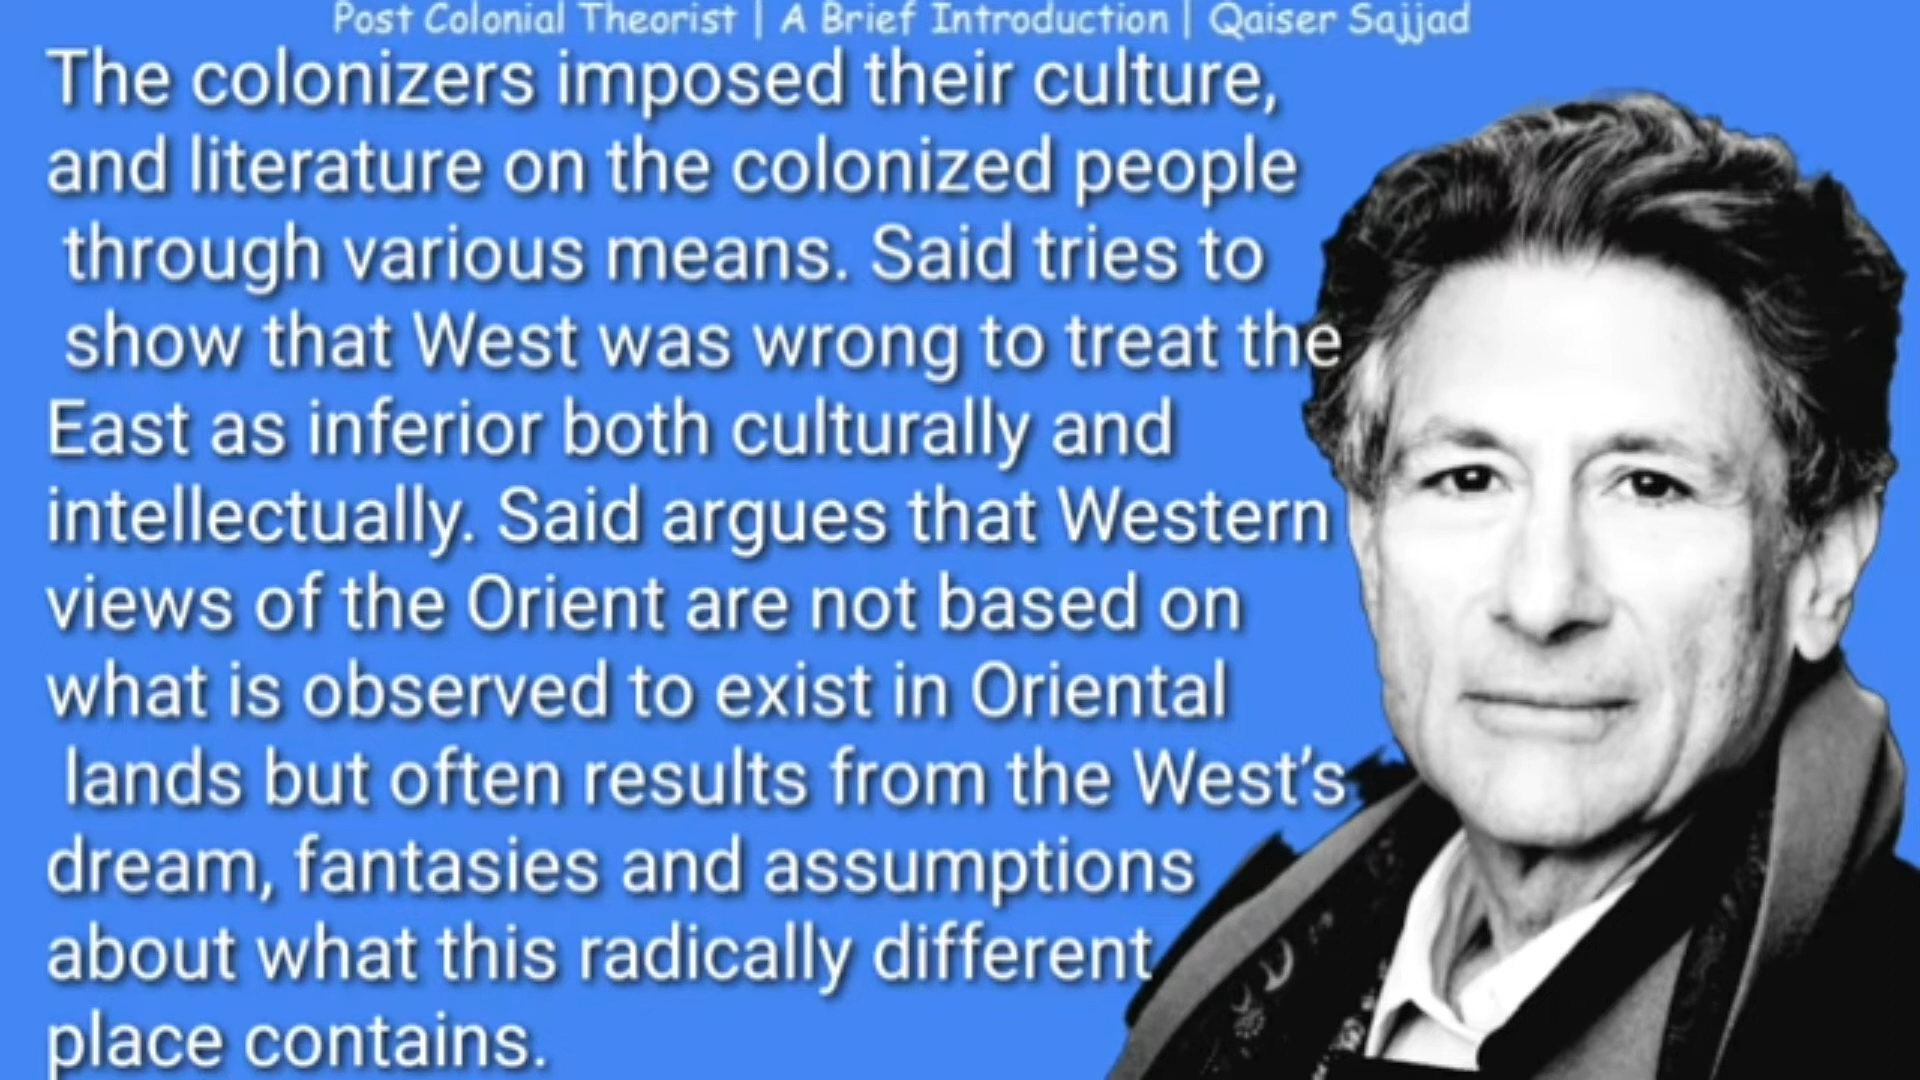 Post Colonial Theorist | A Brief Introduction | Qaiser Sajjad
The colonizers imposed their culture,
and literature on the colonized people
through various means. Said tries to
show that West was wrong to treat the
East as inferior both culturally and
intellectually. Said argues that Western
views of the Orient are not based on
what is observed to exist in Oriental
lands but often results from the West’s
dream, fantasies and assumptions
about what this radically different
place contains.